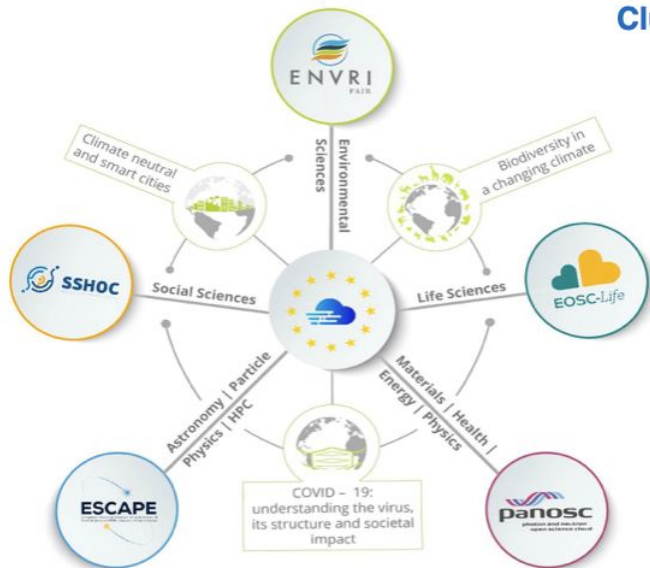 Clu
ENVRI
FAIR
Climate neutral
and smart cities
Environmental
Sciences
Biodiversity in
a changing climate
SSHOC
Social Sciences
Life Sciences
EOSC-Life
Astronomy | Particle
Physics | HPC
Materials | Health |
Energy | Physics
ESCAPE
COVID – 19:
understanding the virus,
its structure and societal
impact
panosc
photon and neutron
open science cloud